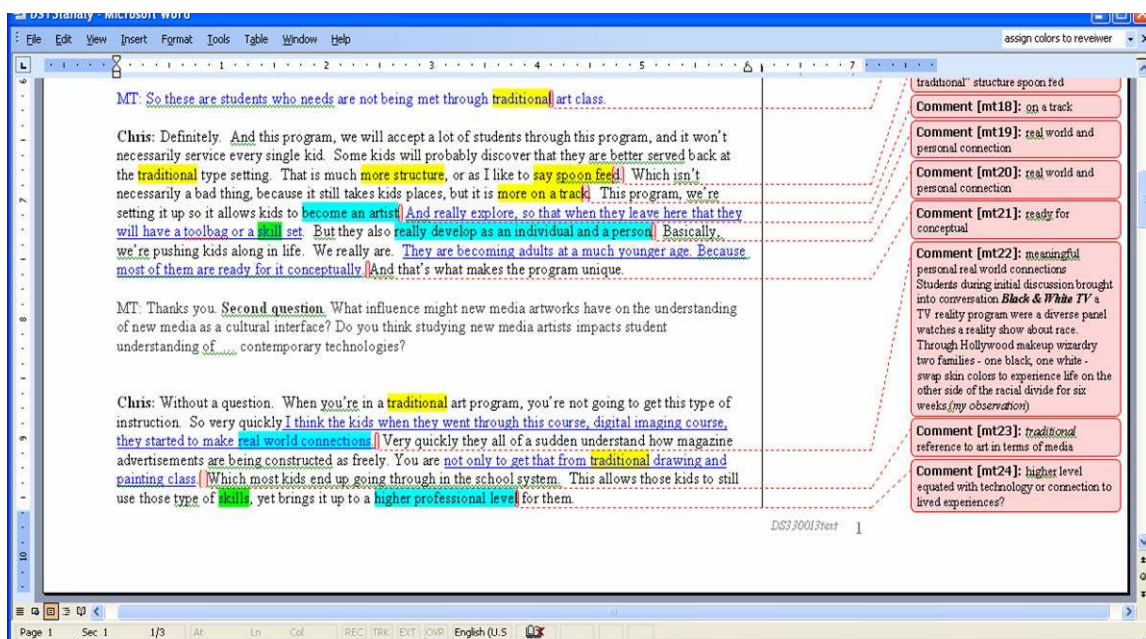 DS13tanaly - Microsoft Word
File Edit View Insert Format Tools Table Window Help
assign colors to reveiwer
1 2 3 4 5 6 7
MT: So these are students who needs are not being met through traditional art class.
Chris: Definitely. And this program, we will accept a lot of students through this program, and it won't
necessarily service every single kid. Some kids will probably discover that they are better served back at
the traditional type setting. That is much more structure, or as I like to say spoon feed. Which isn't
necessarily a bad thing, because it still takes kids places, but it is more on a track. This program, we're
setting it up so it allows kids to become an artist. And really explore, so that when they leave here that they
will have a toolbag or a skill set. But they also really develop as an individual and a person. Basically,
we're pushing kids along in life. We really are. They are becoming adults at a much younger age. Because
most of them are ready for it conceptually. And that's what makes the program unique.
MT: Thanks you. Second question. What influence might new media artworks have on the understanding
of new media as a cultural interface? Do you think studying new media artists impacts student
understanding of .... contemporary technologies?
Chris: Without a question. When you're in a traditional art program, you're not going to get this type of
instruction. So very quickly I think the kids when they went through this course, digital imaging course,
they started to make real world connections. Very quickly they all of a sudden understand how magazine
advertisements are being constructed as freely. You are not only to get that from traditional drawing and
painting class. Which most kids end up going through in the school system. This allows those kids to still
use those type of skills, yet brings it up to a higher professional level for them.
DS330013text 1
traditional" structure spoon fed
Comment [mt18]: on a track
Comment [mt19]: real world and
personal connection
Comment [mt20]: real world and
personal connection
Comment [mt21]: ready for
conceptual
Comment [mt22]: meaningful
personal real world connections
Students during initial discussion brought
into conversation Black & White TV a
TV reality program were a diverse panel
watches a reality show about race.
Through Hollywood makeup wizardry
two families - one black, one white -
swap skin colors to experience life on the
other side of the racial divide for six
weeks.(my observation)
Comment [mt23]: traditional
reference to art in terms of media
Comment [mt24]: higher level
equated with technology or connection to
lived experiences?
Page 1 Sec 1 1/3 At Ln Col REC TRK EXT OVR English (U.S